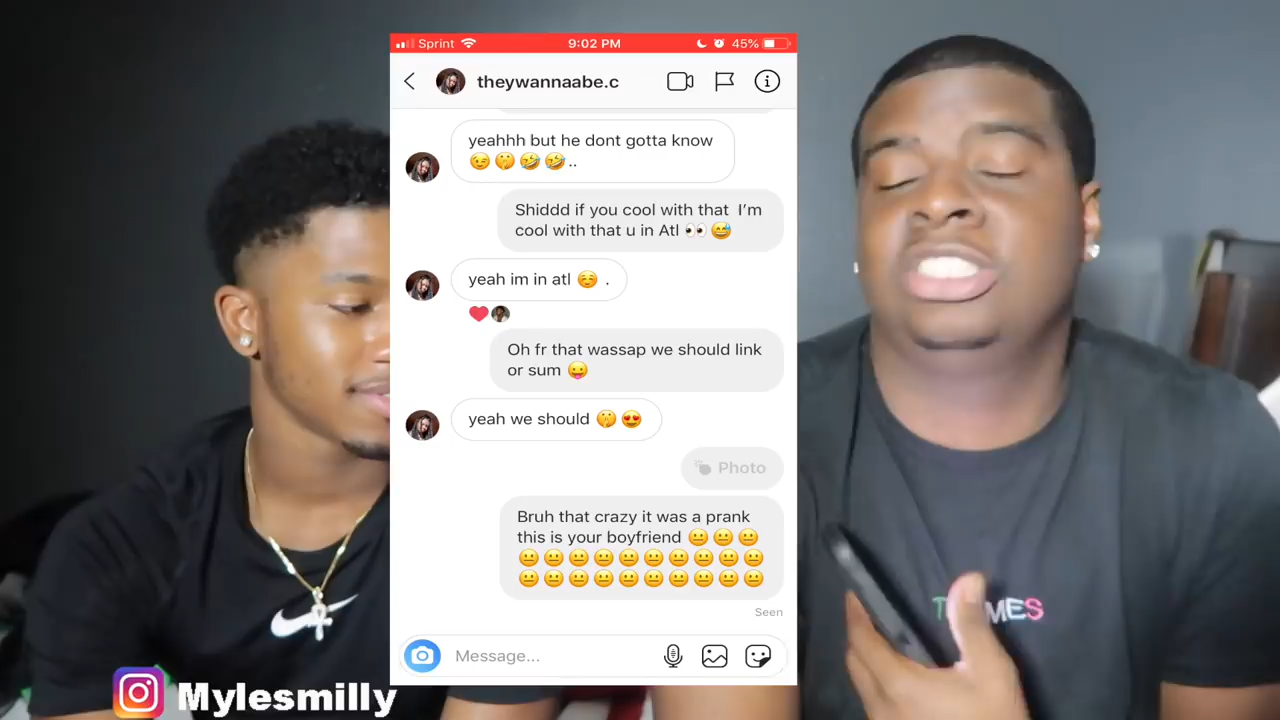 Sprint
9:02 PM
45%
theywannaabe.c
yeahhh but he dont gotta know
😉 🤫 🤣 🤣 ..
Shiddd if you cool with that I'm
cool with that u in Atl 👀 😅
yeah im in atl ☺️ .
❤️
Oh fr that wassap we should link
or sum 😛
yeah we should 🤫 😍
Photo
Bruh that crazy it was a prank
this is your boyfriend 😐 😐 😐
😐 😐 😐 😐 😐 😐 😐 😐 😐 😐
😐 😐 😐 😐 😐 😐 😐 😐 😐 😐
Seen
Message...
Mylesmilly